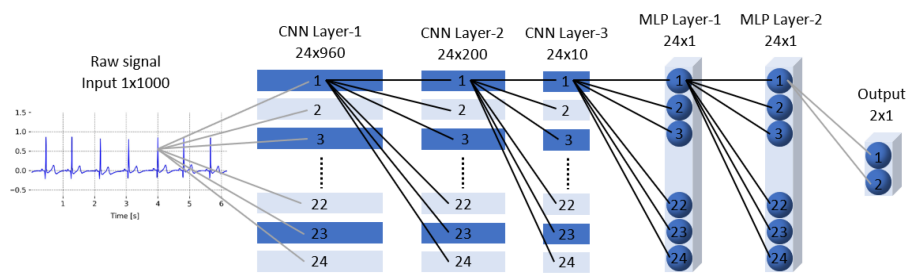 Raw signal
Input 1x1000
1.5
1.0
0.5
0.0
−0.5
1 2 3 4 5 6
Time [s]
CNN Layer-1
24x960
1
2
3
22
23
24
CNN Layer-2
24x200
1
2
3
22
23
24
CNN Layer-3
24x10
1
2
3
22
23
24
MLP Layer-1
24x1
1
2
3
22
23
24
MLP Layer-2
24x1
1
2
3
22
23
24
Output
2x1
1
2